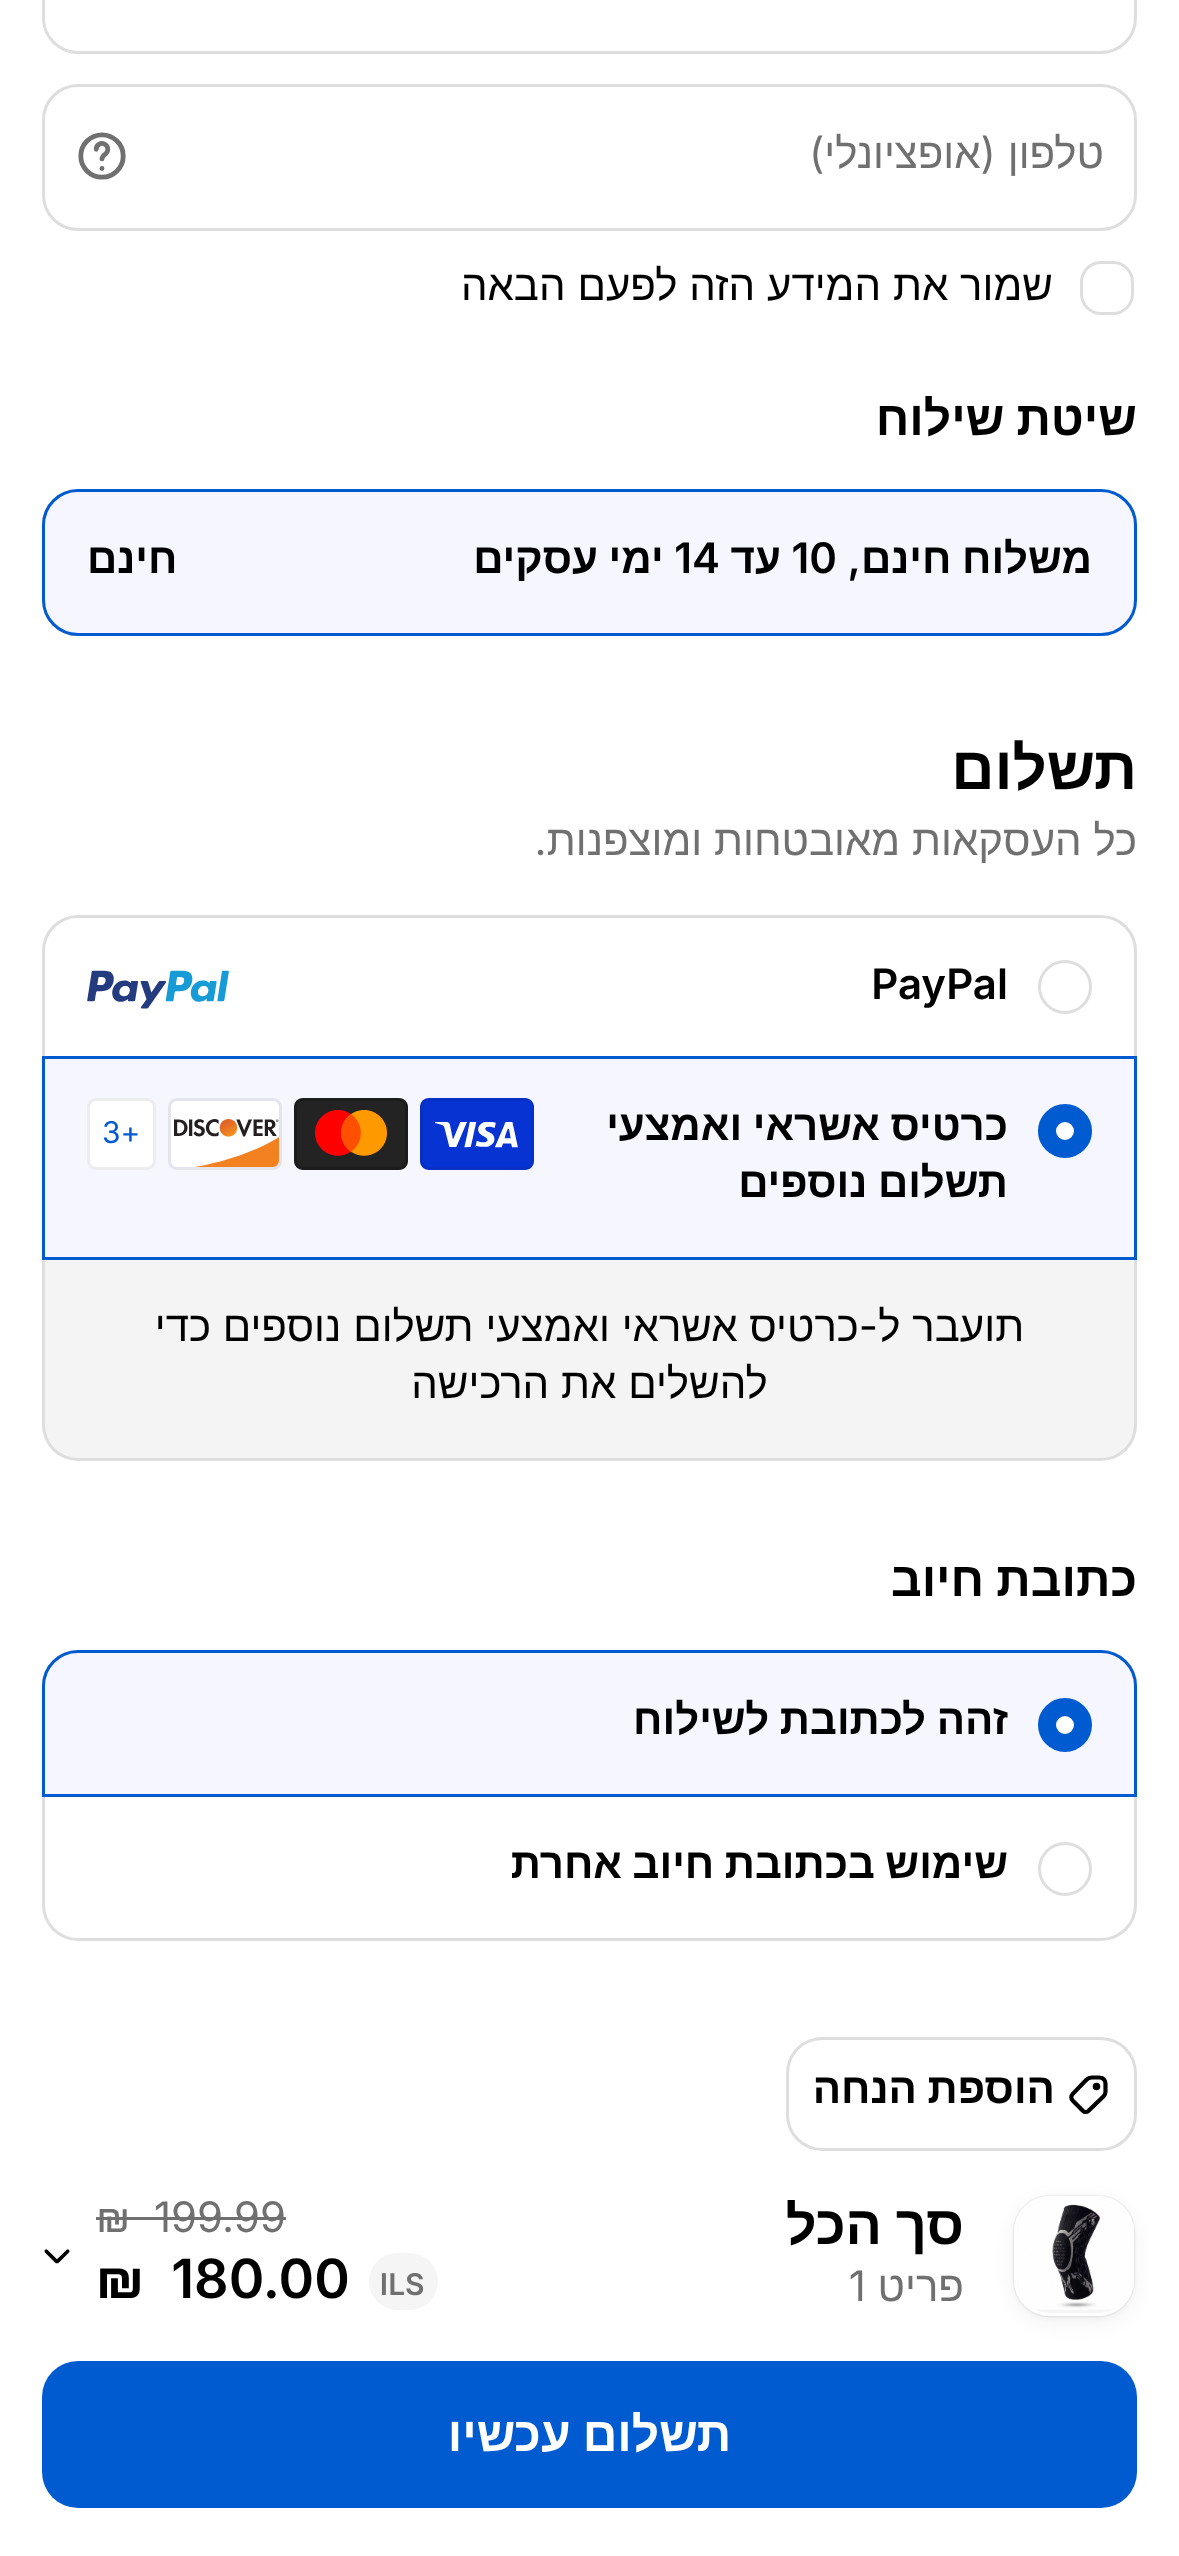 טלפון (אופציונלי)
שמור את המידע הזה לפעם הבאה
שיטת שילוח
משלוח חינם, 10 עד 14 ימי עסקים
חינם
תשלום
כל העסקאות מאובטחות ומוצפנות.
PayPal
PayPal
כרטיס אשראי ואמצעי
תשלום נוספים
VISA
DISCOVER
+3
תועבר ל-כרטיס אשראי ואמצעי תשלום נוספים כדי
להשלים את הרכישה
כתובת חיוב
זהה לכתובת לשילוח
שימוש בכתובת חיוב אחרת
הוספת הנחה
סך הכל
פריט 1
199.99 ₪
ILS
180.00 ₪
תשלום עכשיו